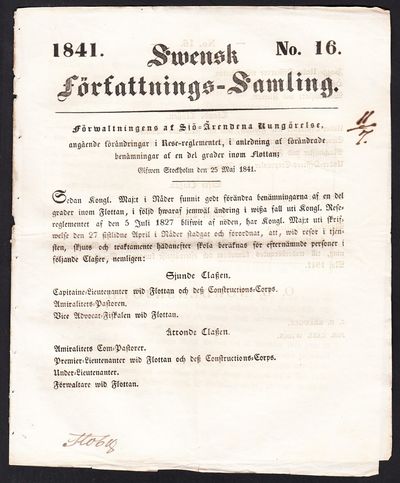 1841.
Swensk
No. 16.
Författnings-Samling.
Förwaltningens af Sjö-Ärendena Kungörelse,
angående förändringar i Rese-reglementet, i anledning af förändrade
benämningar af en del grader inom Flottan;
Gifwen Stockholm den 25 Maj 1841.
Sedan Kongl. Maj:t i Nåder funnit godt förändra benämningarna af en del
grader inom Flottan, i följd hwaraf jemwäl ändring i wissa fall uti Kongl. Rese-
reglementet af den 5 Juli 1827 blifwit af nöden, har Kongl. Maj:t uti skrif-
welse den 27 sistlidne April i Nåder stadgat och förordnat, att, wid resor i tjen-
sten, skjuts och traktamente hädanefter skola beräknas för efternämnde personer i
följande Classer, nemligen:
Sjunde Classen.
Capitaine-Lieutenanter wid Flottan och dess Constructions-Corps.
Amiralitets-Pastoren.
Vice Advocat-Fiskalen wid Flottan.
Åttonde Classen.
Amiralitets Com-Pastorer.
Premier-Lieutenanter wid Flottan och dess Constructions-Corps.
Under-Lieutenanter.
Förwaltare wid Flottan.